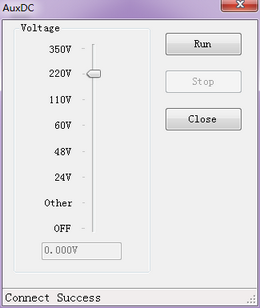 AuxDC
Voltage
350V
220V
110V
60V
48V
24V
Other
OFF
0.000V
Run
Stop
Close
Connect Success